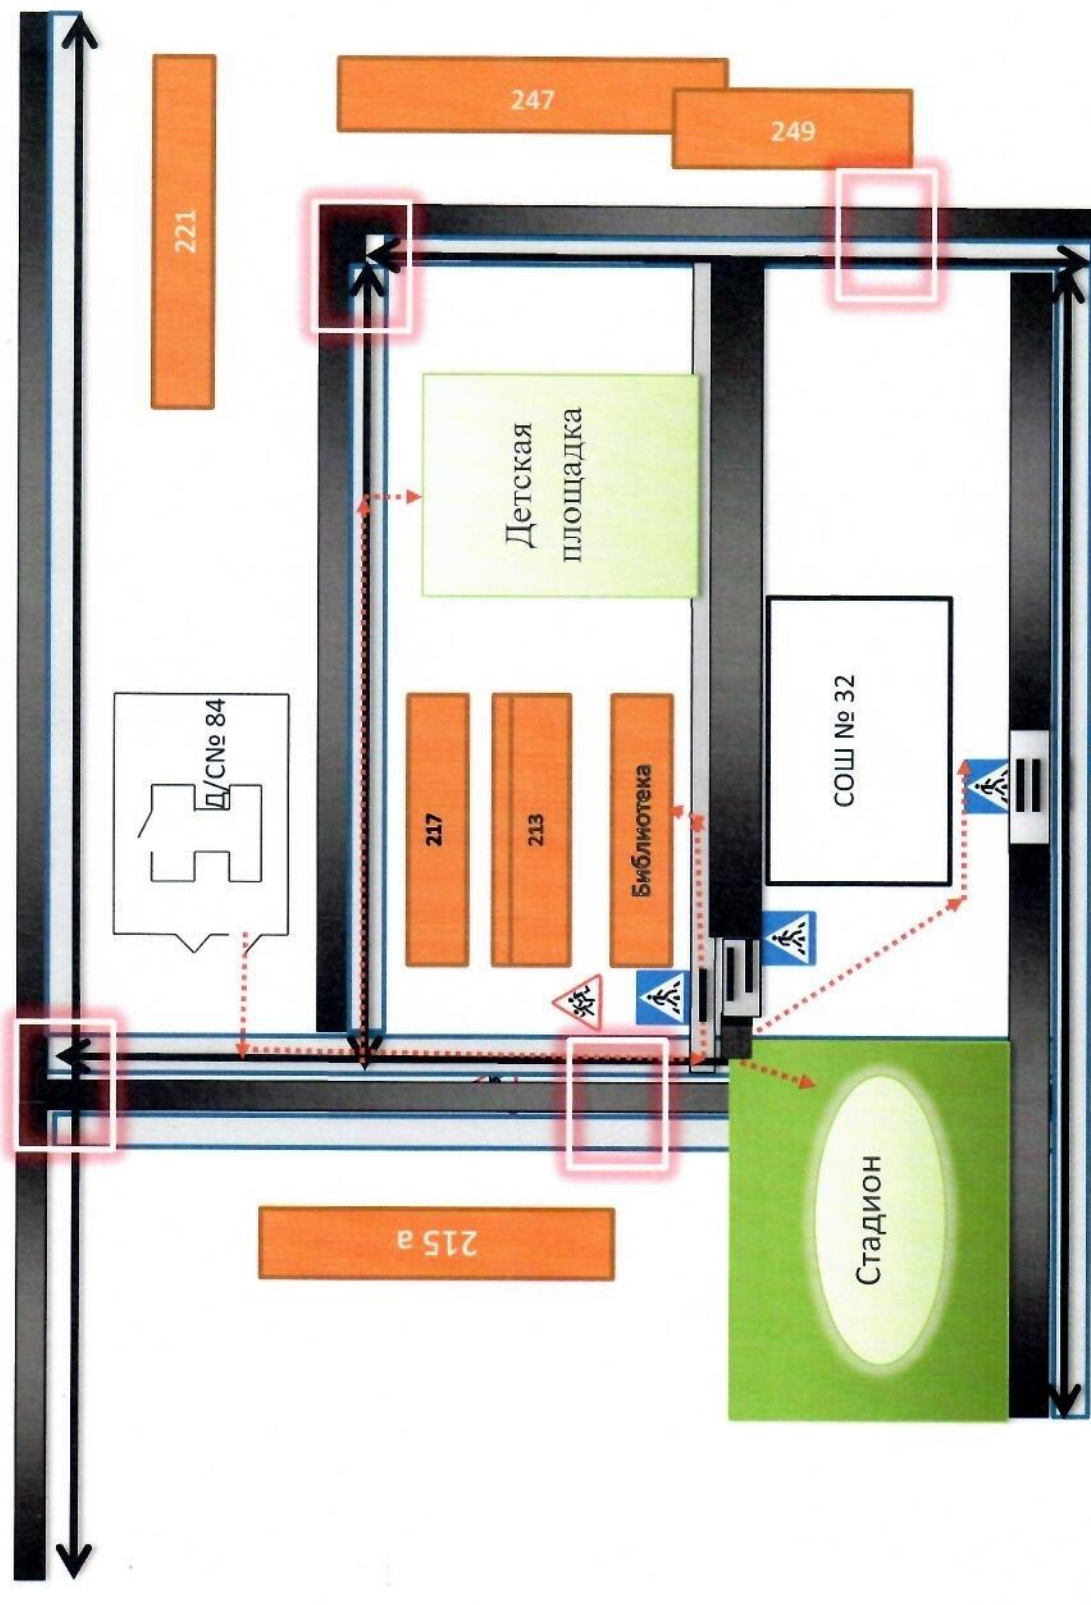 247
249
221
Детская
площадка
Д/С№ 84
СОШ № 32
217
213
Библиотека
215 а
Стадион